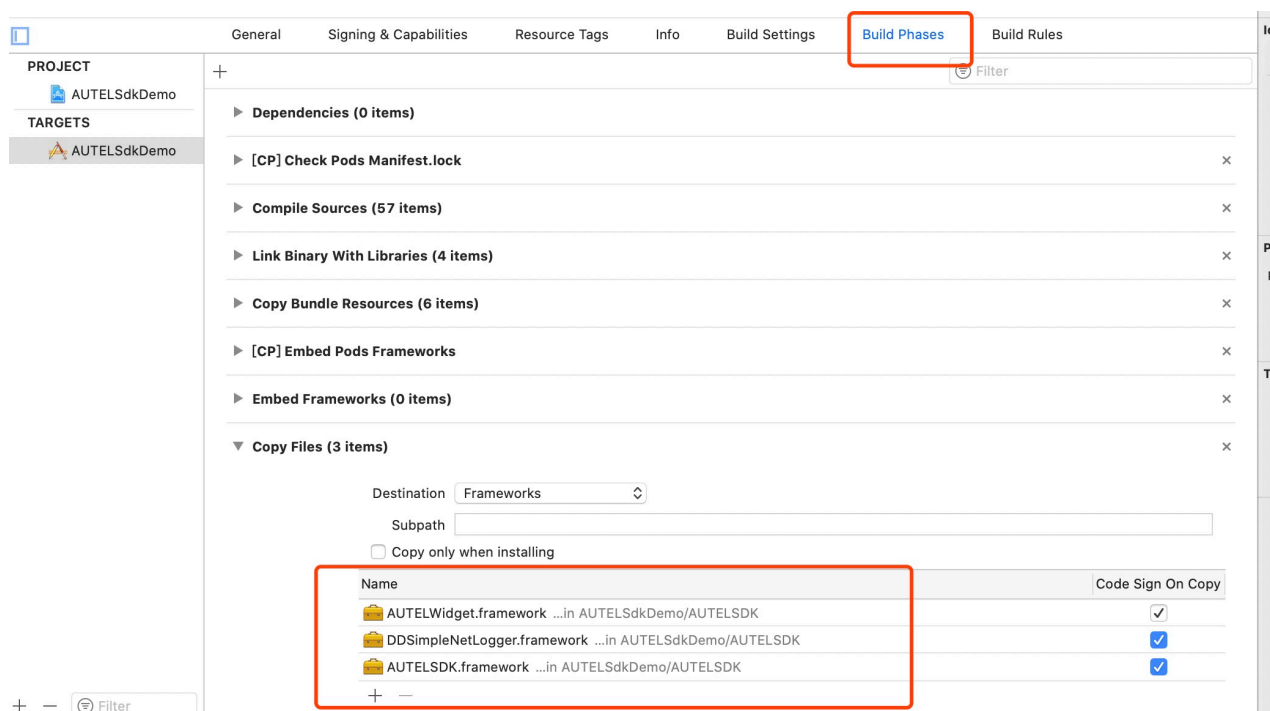 General Signing & Capabilities Resource Tags Info Build Settings Build Phases Build Rules
PROJECT
AUTELSdkDemo
TARGETS
AUTELSdkDemo
Filter
Dependencies (0 items)
[CP] Check Pods Manifest.lock
Compile Sources (57 items)
Link Binary With Libraries (4 items)
Copy Bundle Resources (6 items)
[CP] Embed Pods Frameworks
Embed Frameworks (0 items)
Copy Files (3 items)
Destination Frameworks
Subpath
Copy only when installing
Name Code Sign On Copy
AUTELWidget.framework ...in AUTELSdkDemo/AUTELSDK
DDSimpleNetLogger.framework ...in AUTELSdkDemo/AUTELSDK
AUTELSDK.framework ...in AUTELSdkDemo/AUTELSDK
Filter